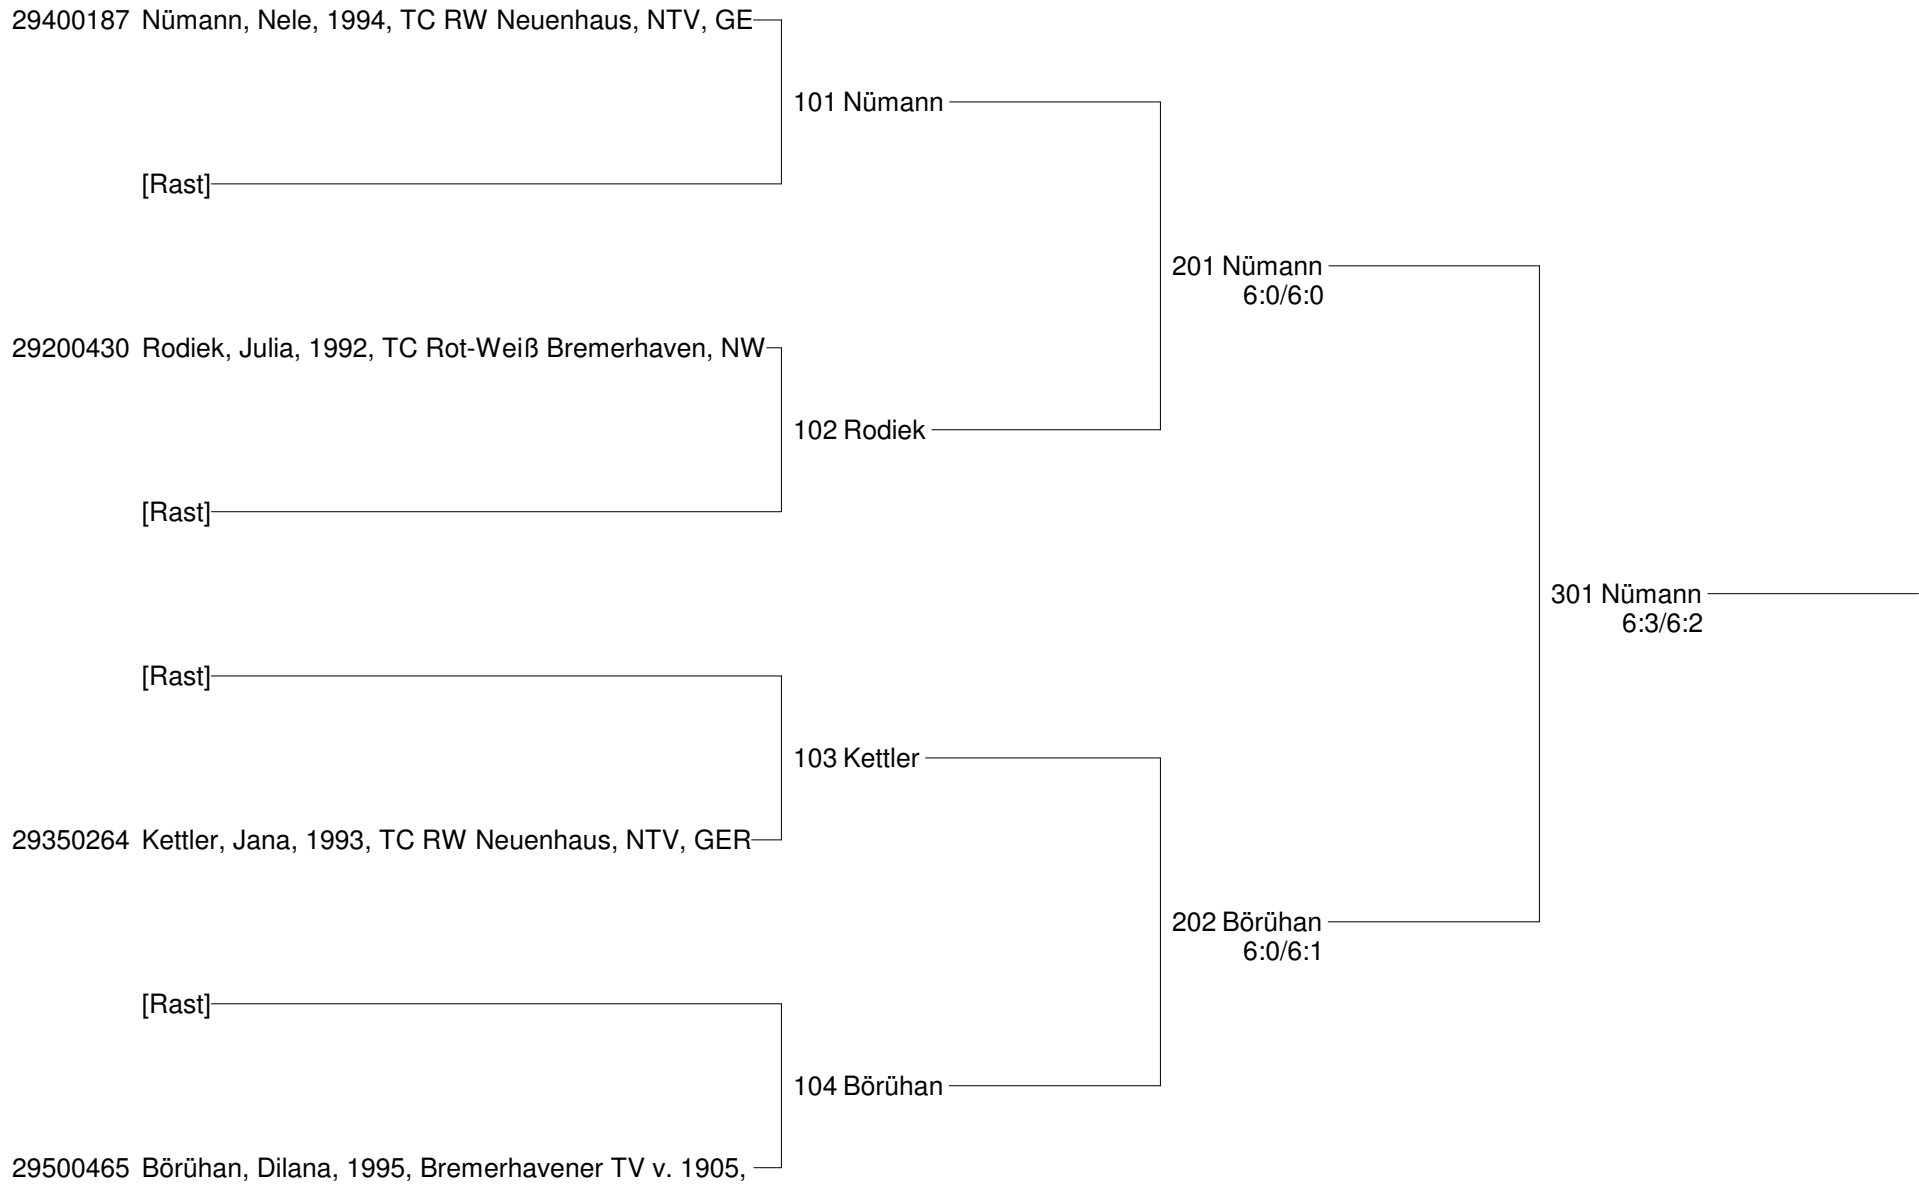 29400187 Nümann, Nele, 1994, TC RW Neuenhaus, NTV, GE
101 Nümann
[Rast]
201 Nümann
6:0/6:0
29200430 Rodiek, Julia, 1992, TC Rot-Weiß Bremerhaven, NW
102 Rodiek
[Rast]
301 Nümann
6:3/6:2
[Rast]
103 Kettler
29350264 Kettler, Jana, 1993, TC RW Neuenhaus, NTV, GER
202 Börühan
6:0/6:1
[Rast]
104 Börühan
29500465 Börühan, Dilana, 1995, Bremerhavener TV v. 1905,